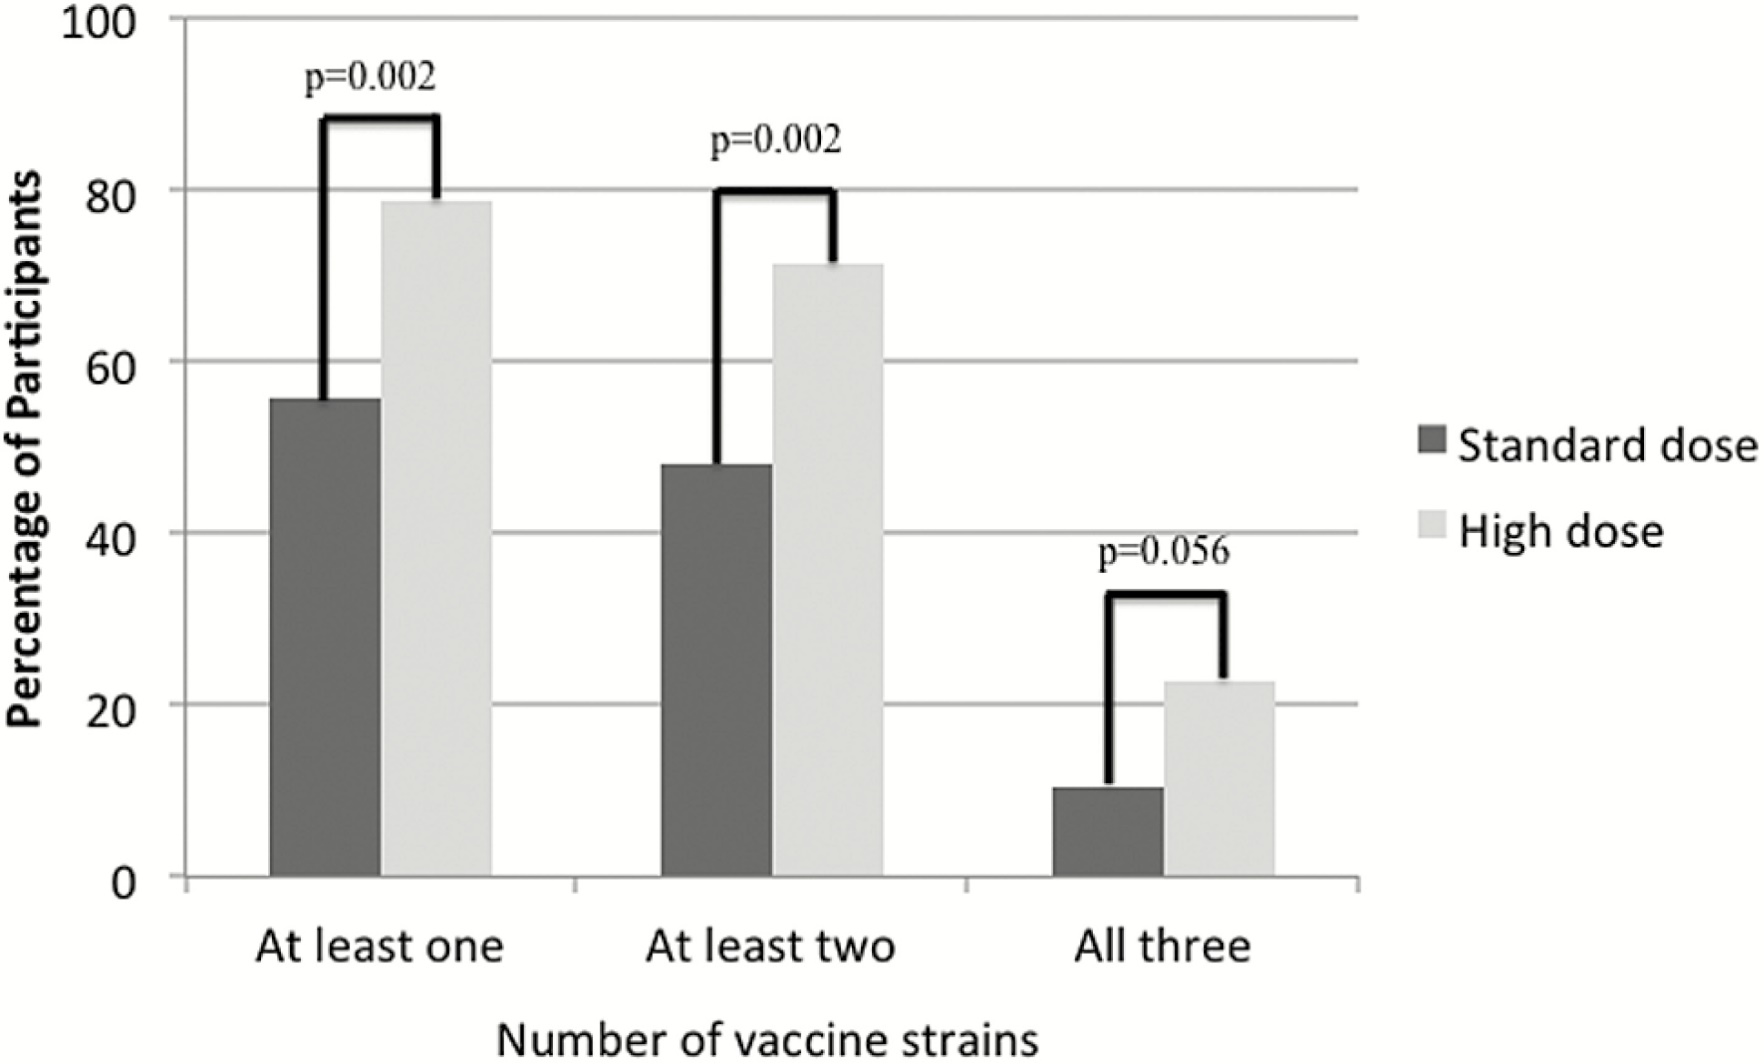 Percentage of Participants
100
80
60
40
20
0
p=0.002
p=0.002
p=0.056
At least one
At least two
All three
Number of vaccine strains
Standard dose
High dose